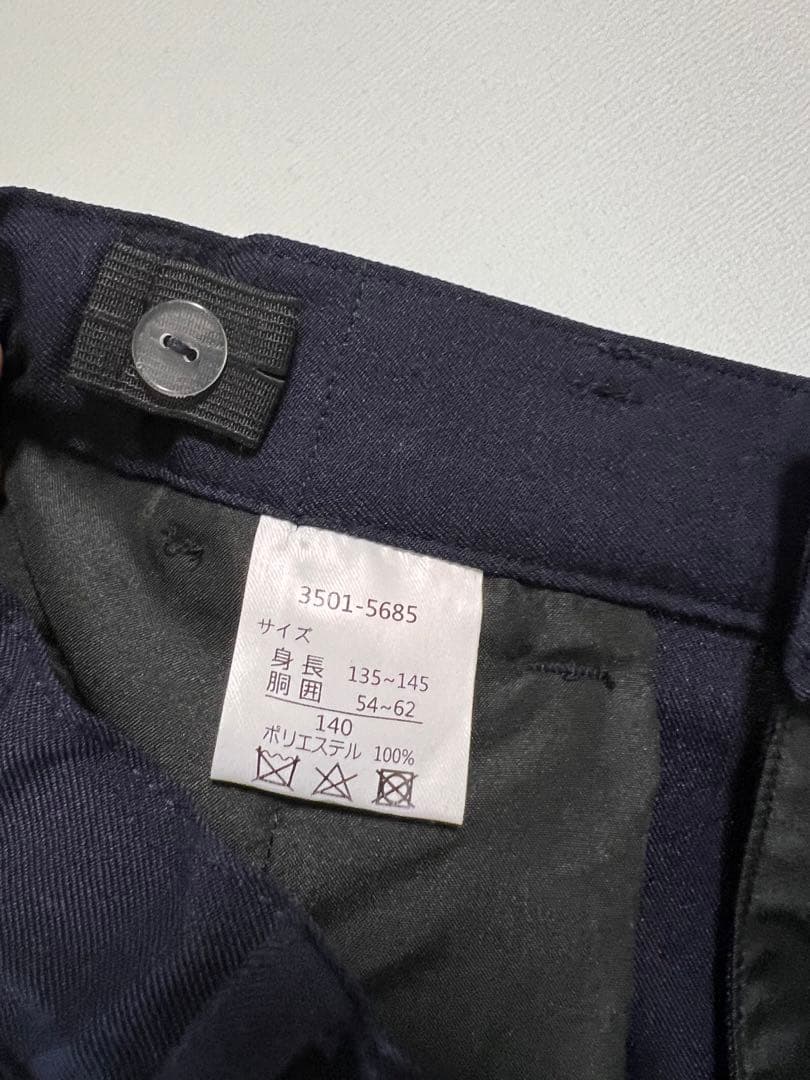 3501-5685
サイズ
身長 135~145
胴囲 54~62
140
ポリエステル 100%